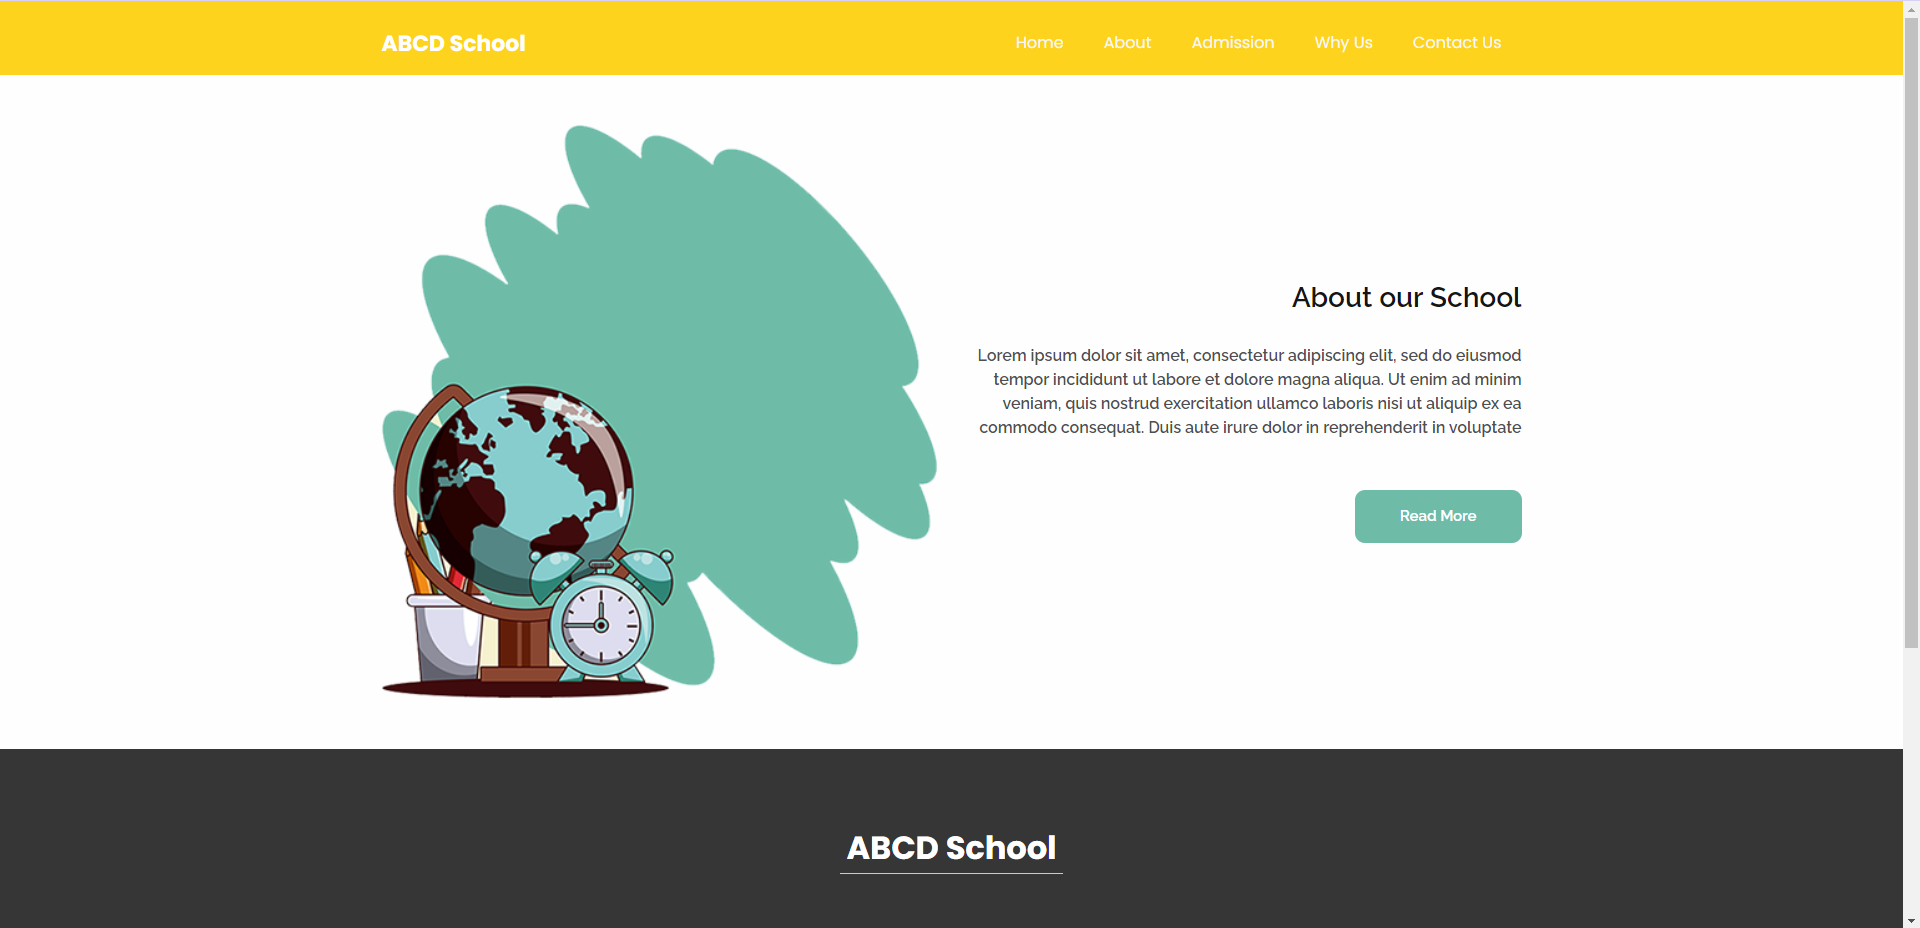 ABCD School
Home About Admission Why Us Contact Us
About our School
Lorem ipsum dolor sit amet, consectetur adipiscing elit, sed do eiusmod
tempor incididunt ut labore et dolore magna aliqua. Ut enim ad minim
veniam, quis nostrud exercitation ullamco laboris nisi ut aliquip ex ea
commodo consequat. Duis aute irure dolor in reprehenderit in voluptate
Read More
ABCD School